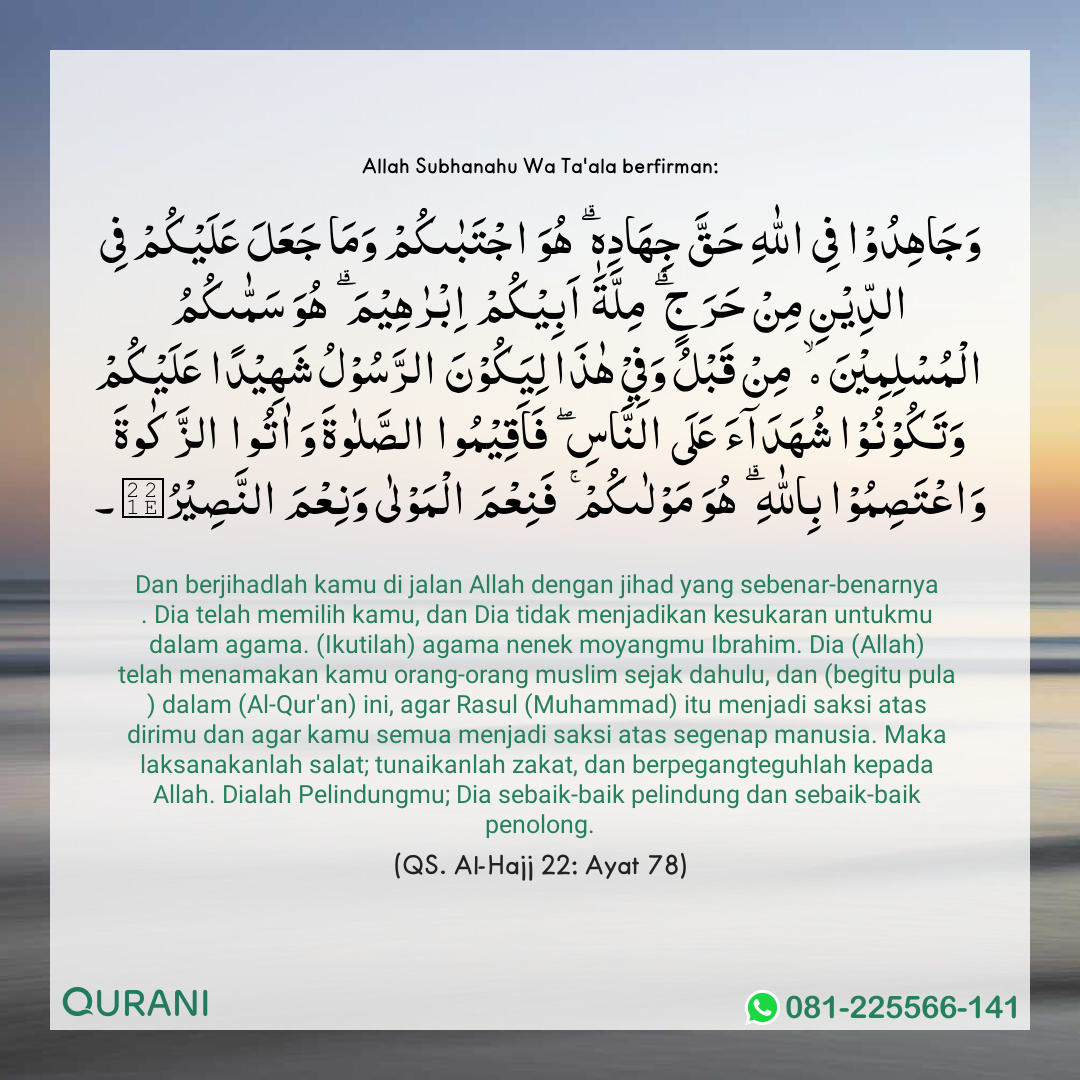 Allah Subhanahu Wa Ta'ala berfirman:
وَجَاهِدُوْا فِى اللّٰهِ حَقَّ جِهَادِهٖۗ هُوَ اجْتَبٰىكُمْ وَمَا جَعَلَ عَلَيْكُمْ فِى
الدِّيْنِ مِنْ حَرَجٍۗ مِلَّةَ اَبِيْكُمْ اِبْرٰهِيْمَۗ هُوَ سَمّٰىكُمُ
الْمُسْلِمِيْنَ ەۙ مِنْ قَبْلُ وَفِيْ هٰذَا لِيَكُوْنَ الرَّسُوْلُ شَهِيْدًا عَلَيْكُمْ
وَتَكُوْنُوْا شُهَدَاۤءَ عَلَى النَّاسِۖ فَاَقِيْمُوا الصَّلٰوةَ وَاٰتُوا الزَّكٰوةَ
وَاعْتَصِمُوْا بِاللّٰهِۗ هُوَ مَوْلٰىكُمْۚ فَنِعْمَ الْمَوْلٰى وَنِعْمَ النَّصِيْرُ ۔
Dan berjihadlah kamu di jalan Allah dengan jihad yang sebenar-benarnya
. Dia telah memilih kamu, dan Dia tidak menjadikan kesukaran untukmu
dalam agama. (Ikutilah) agama nenek moyangmu Ibrahim. Dia (Allah)
telah menamakan kamu orang-orang muslim sejak dahulu, dan (begitu pula
) dalam (Al-Qur'an) ini, agar Rasul (Muhammad) itu menjadi saksi atas
dirimu dan agar kamu semua menjadi saksi atas segenap manusia. Maka
laksanakanlah salat; tunaikanlah zakat, dan berpegangteguhlah kepada
Allah. Dialah Pelindungmu; Dia sebaik-baik pelindung dan sebaik-baik
penolong.
(QS. Al-Hajj 22: Ayat 78)
QURANI
081-225566-141